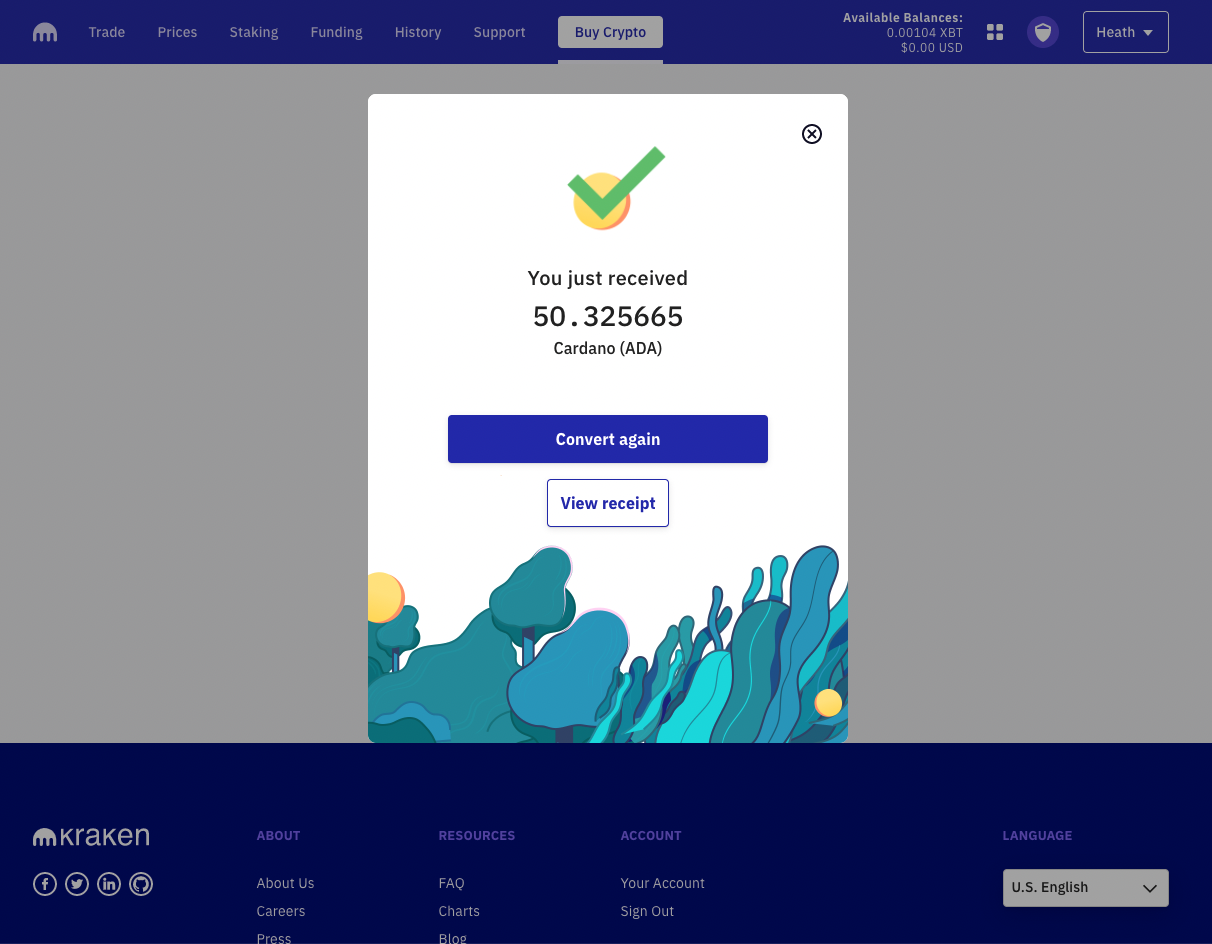 Trade Prices Staking Funding History Support Buy Crypto
Available Balances:
0.00104 XBT
$0.00 USD
Heath
You just received
50.325665
Cardano (ADA)
Convert again
View receipt
kraken
ABOUT
About Us
Careers
Press
RESOURCES
FAQ
Charts
Blog
ACCOUNT
Your Account
Sign Out
LANGUAGE
U.S. English